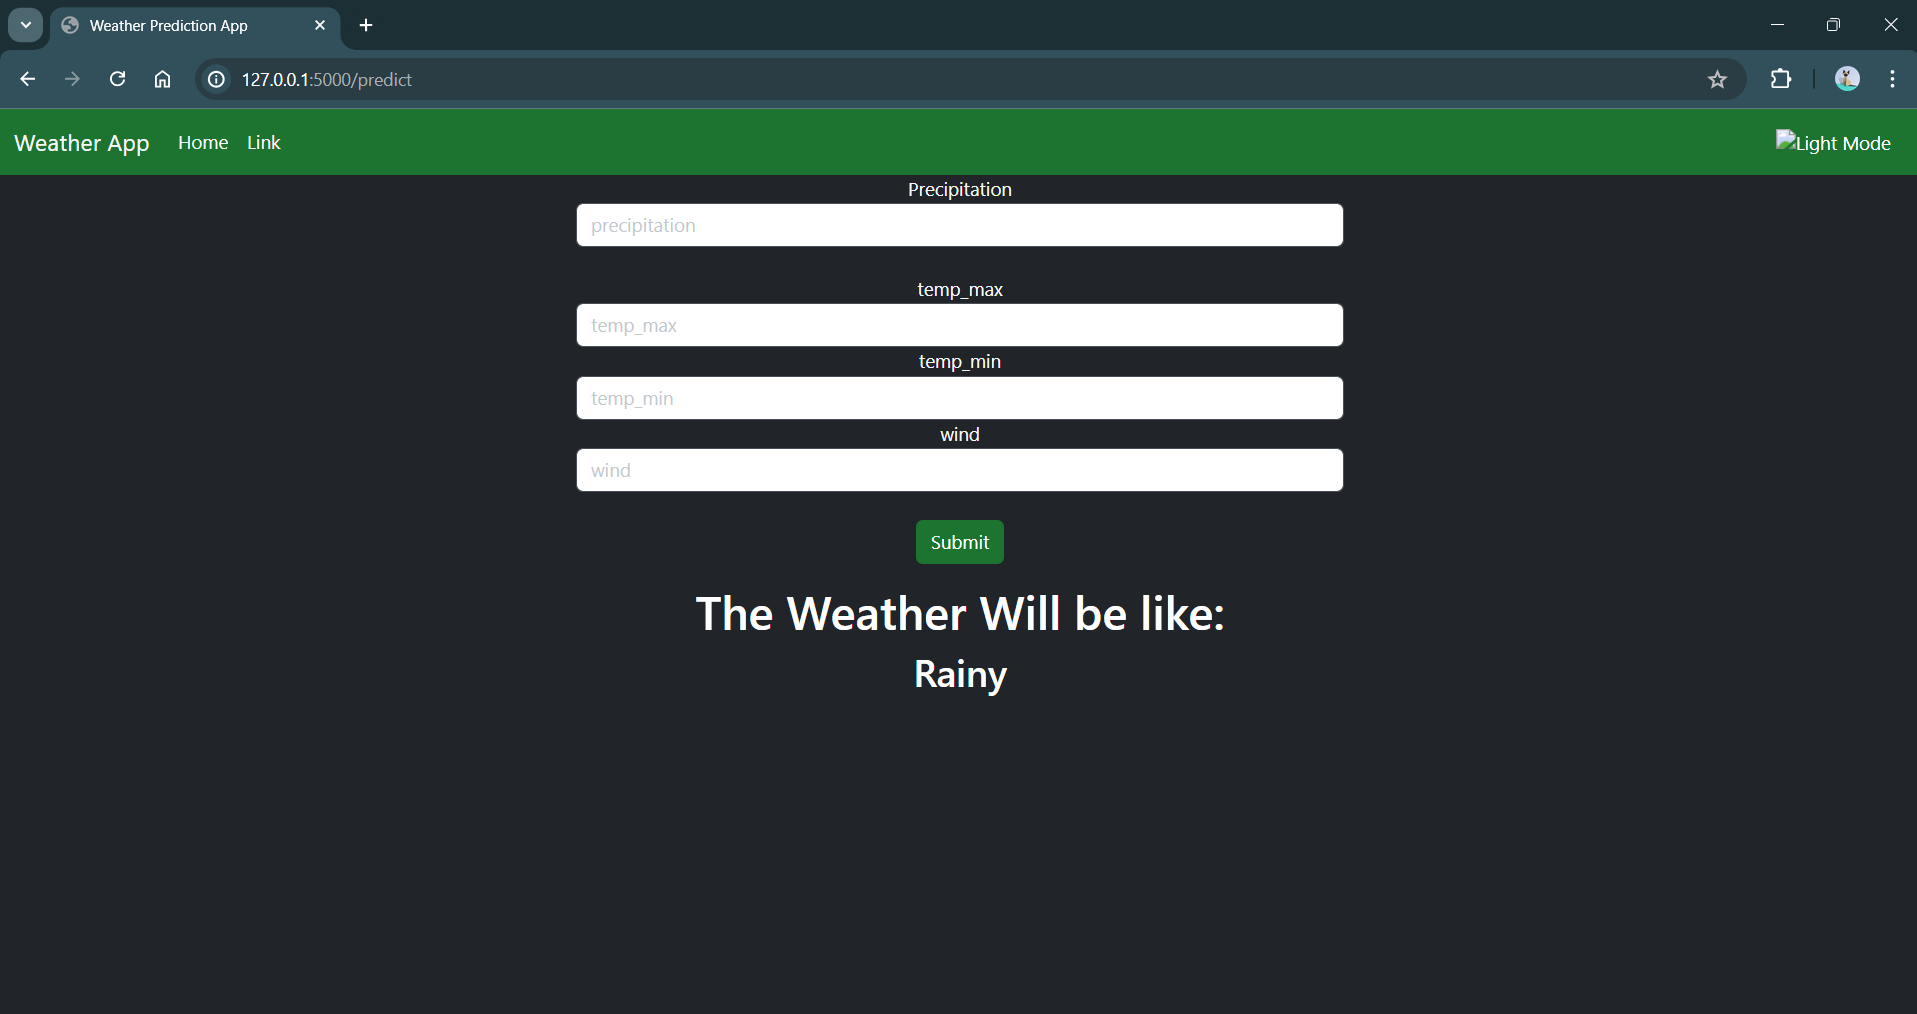 Weather Prediction App
127.0.0.1:5000/predict
Weather App Home Link Light Mode
Precipitation
precipitation
temp_max
temp_max
temp_min
temp_min
wind
wind
Submit
The Weather Will be like:
Rainy